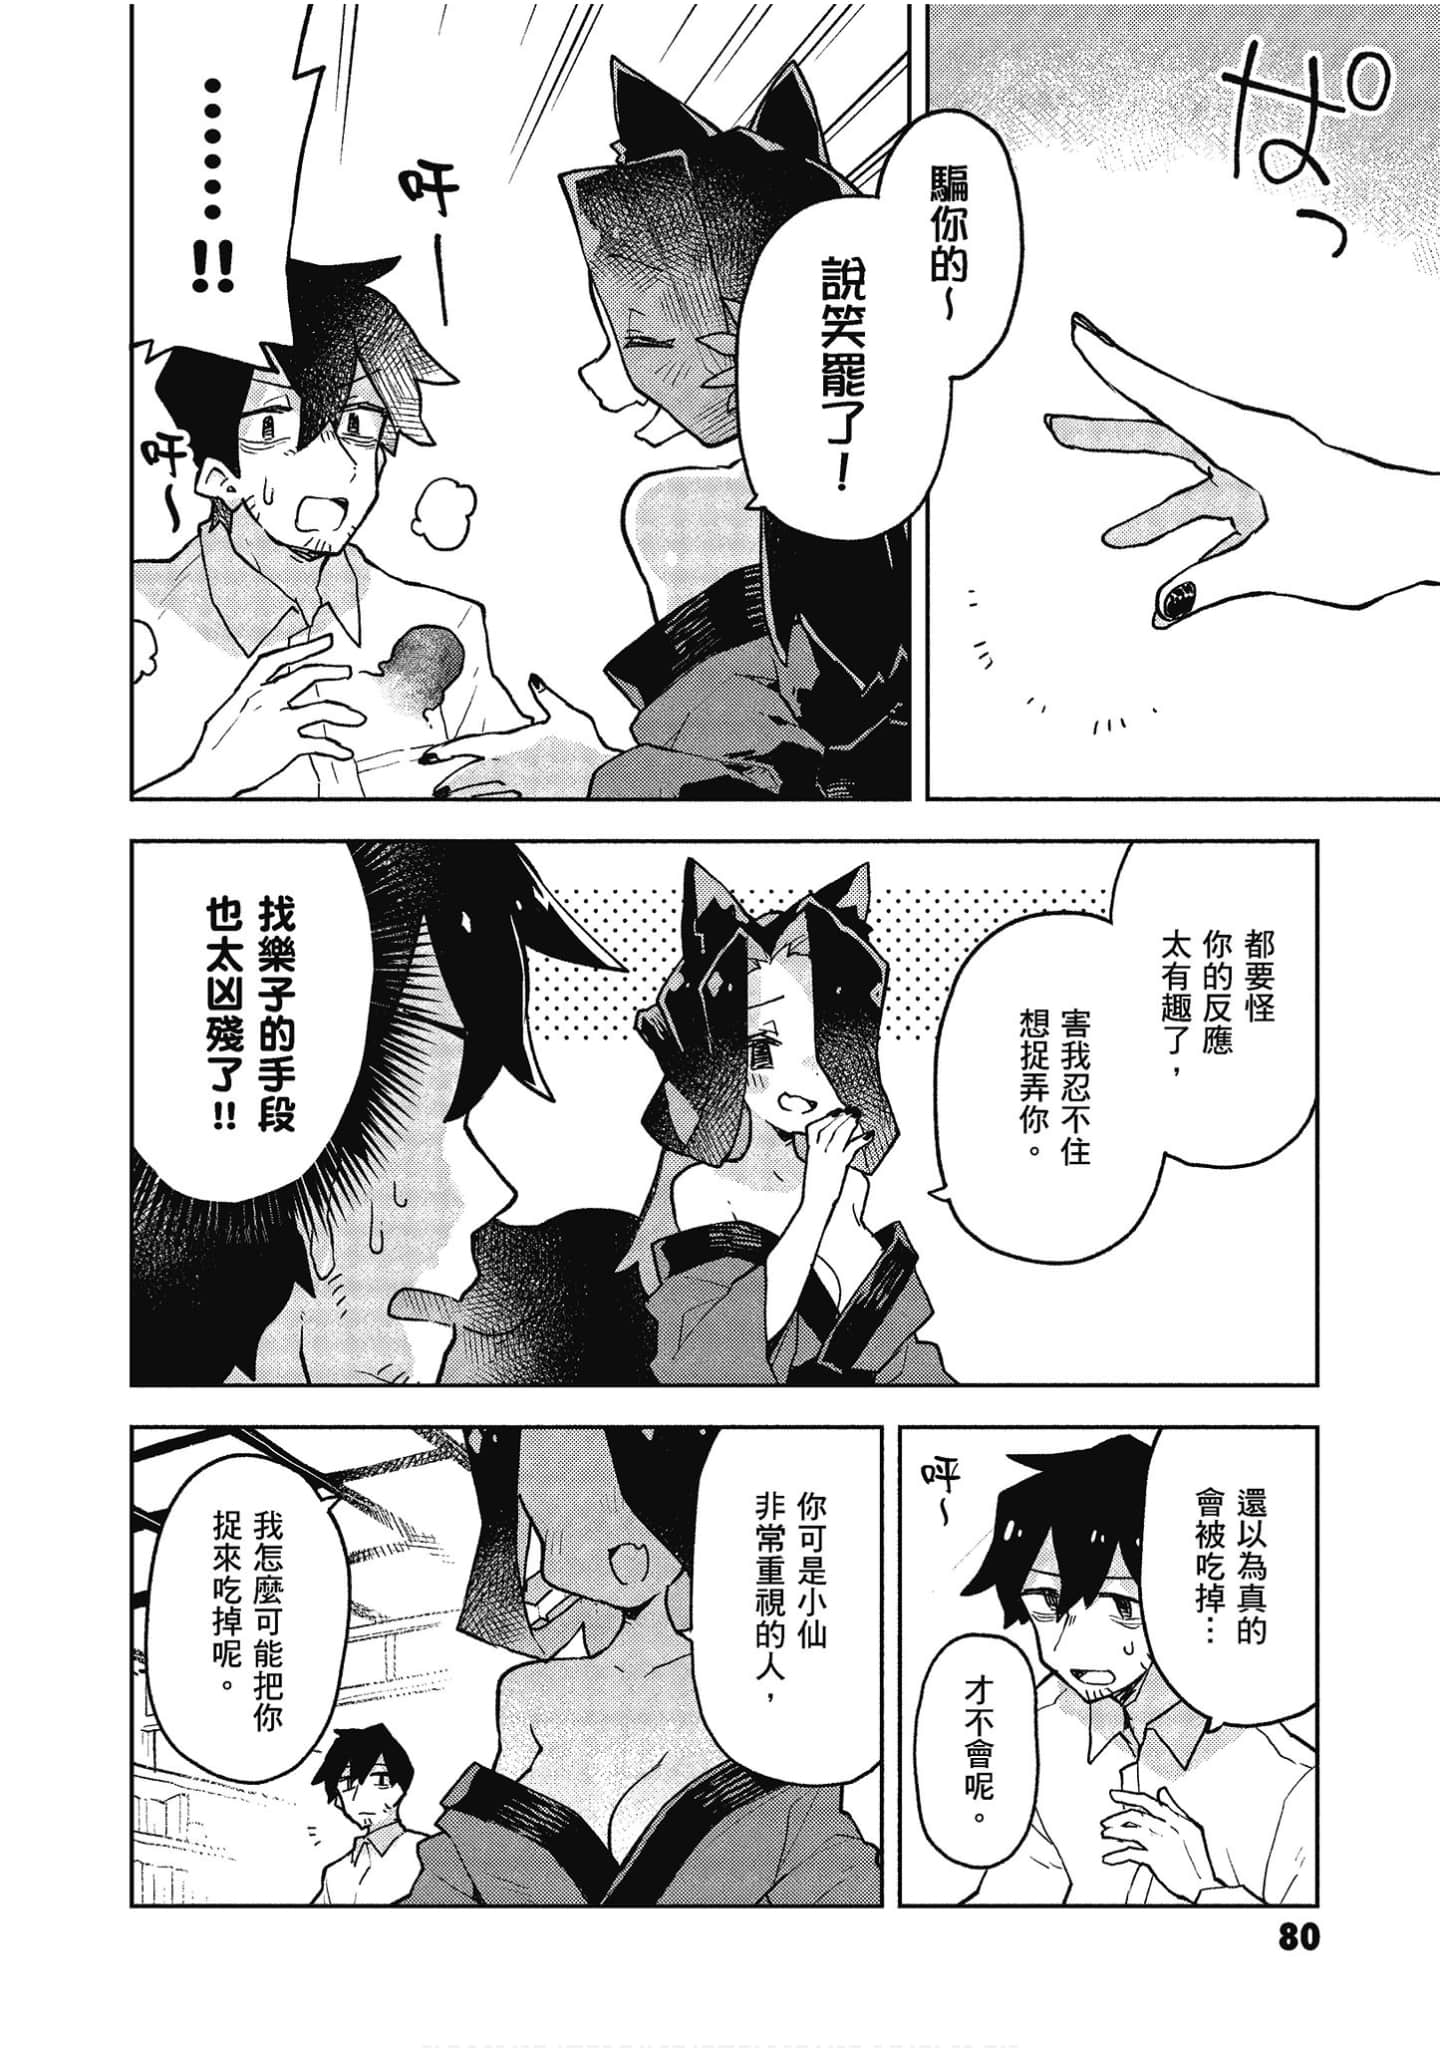 ぱっ
騙你的～
說笑罷了！
吁―
吁～
……!!
都要怪
你的反應
太有趣了，
害我忍不住
想捉弄你。
找樂子的手段
也太凶殘了!!
還以為真的
會被吃掉…
呼～
才不會呢。
你可是小仙
非常重視的人，
我怎麼可能把你
捉來吃掉呢。
80